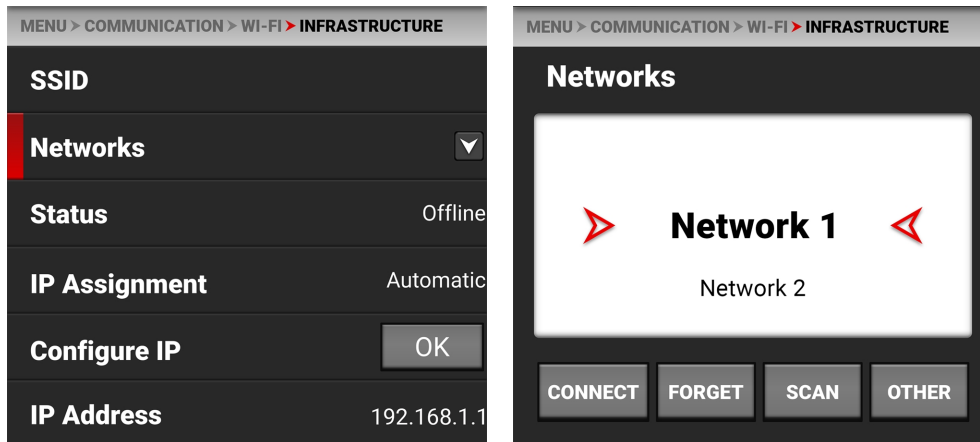 MENU > COMMUNICATION > WI-FI > INFRASTRUCTURE
SSID
Networks
Status Offline
IP Assignment Automatic
Configure IP OK
IP Address 192.168.1.1
MENU > COMMUNICATION > WI-FI > INFRASTRUCTURE
Networks
Network 1
Network 2
CONNECT FORGET SCAN OTHER